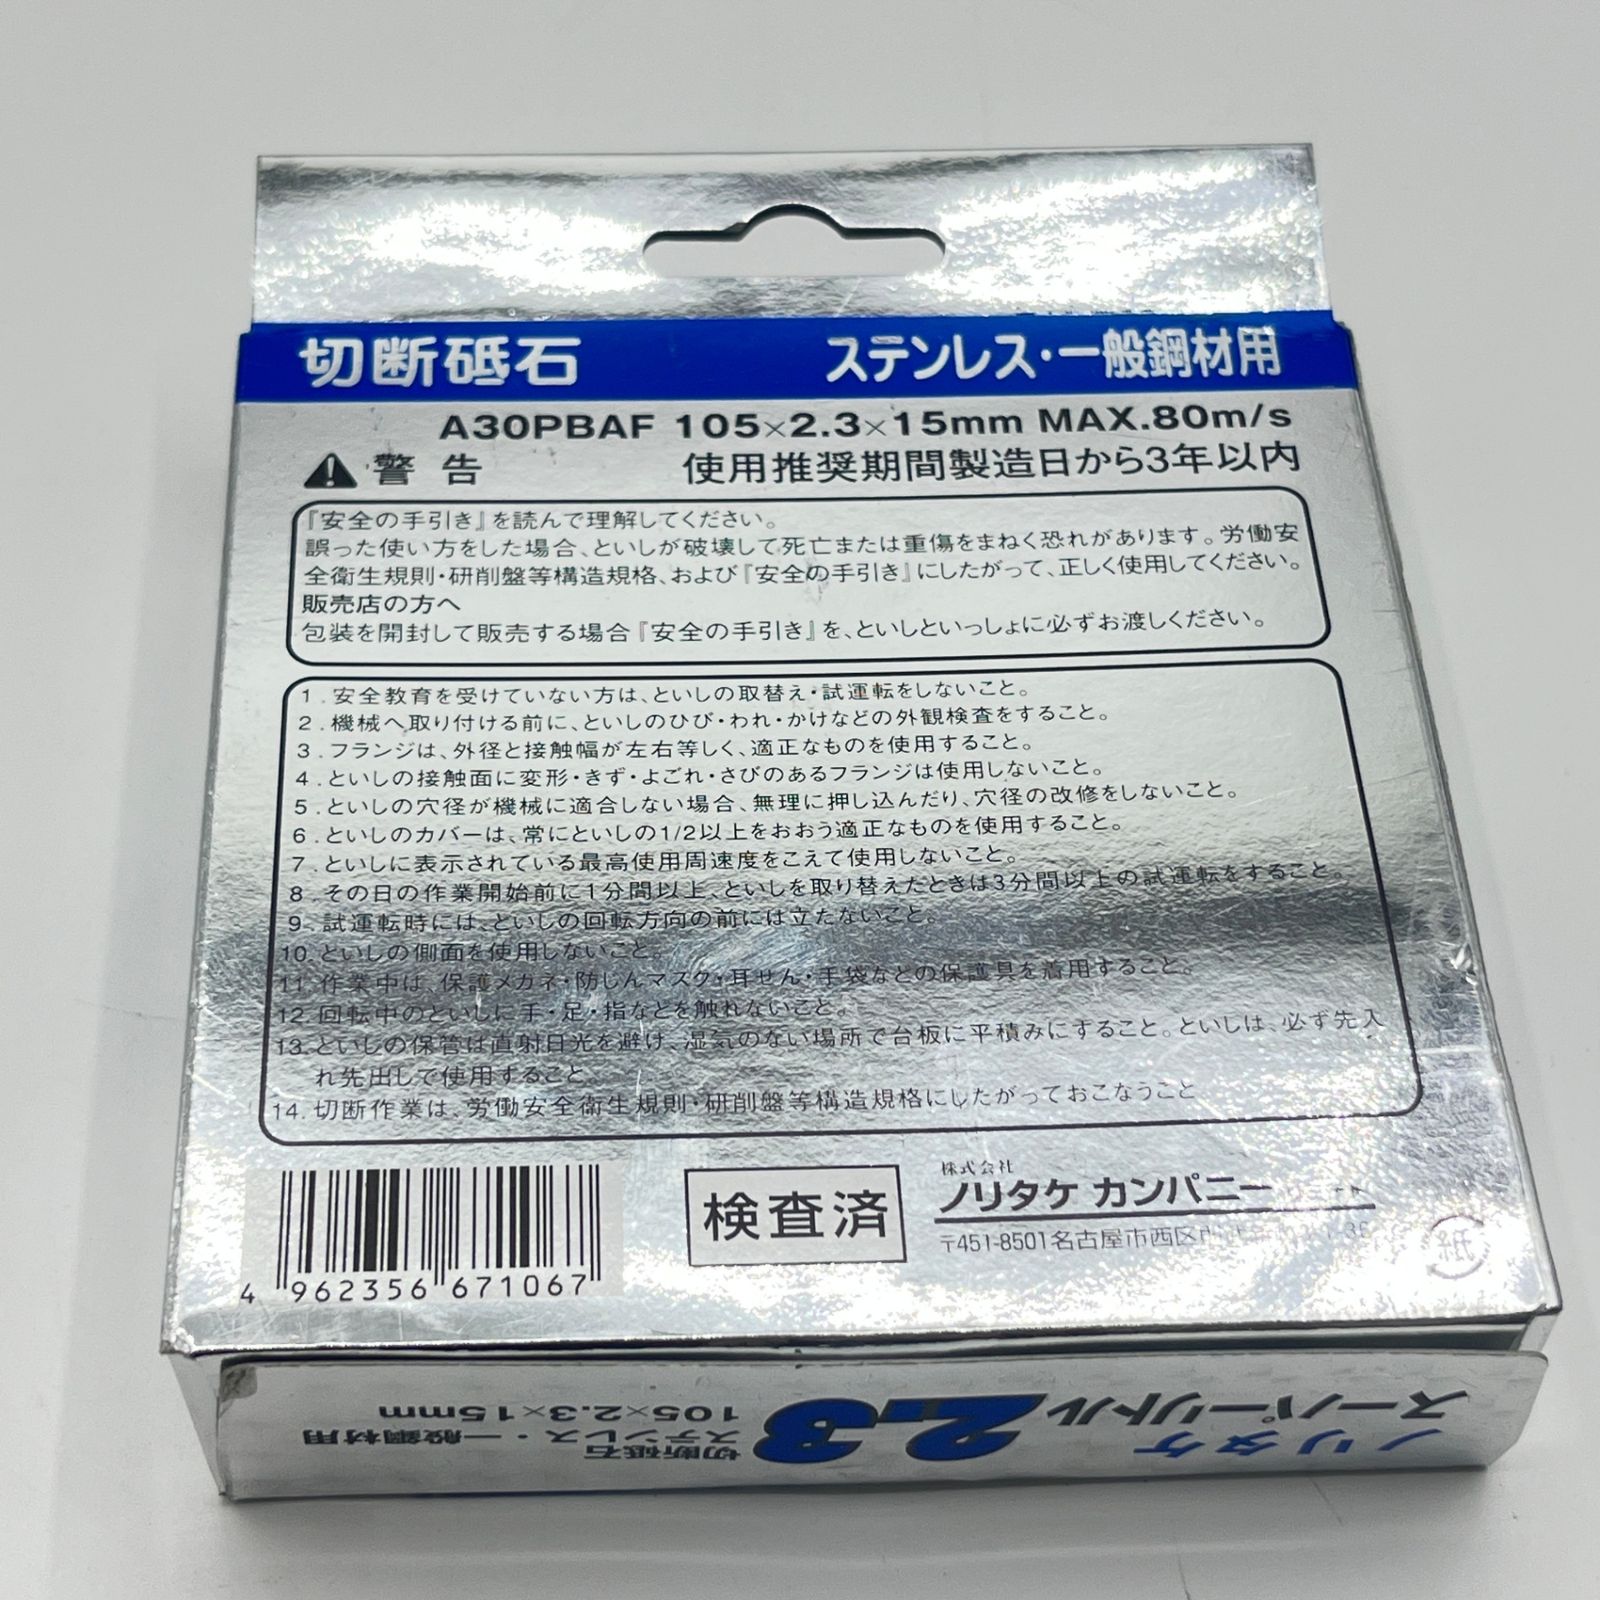 切断砥石 ステンレス・一般鋼材用
A30PBAF 105×2.3×15mm MAX.80m/s
警告 使用推奨期間製造日から3年以内
『安全の手引き』を読んで理解してください。
誤った使い方をした場合、といしが破壊して死亡または重傷をまねく恐れがあります。労働安
全衛生規則・研削盤等構造規格、および『安全の手引き』にしたがって、正しく使用してください。
販売店の方へ
包装を開封して販売する場合『安全の手引き』を、といしといっしょに必ずお渡しください。
1.安全教育を受けていない方は、といしの取替え・試運転をしないこと。
2.機械へ取り付ける前に、といしのひび・われ・かけなどの外観検査をすること。
3.フランジは、外径と接触幅が左右等しく、適正なものを使用すること。
4.といしの接触面に変形・きず・よごれ・さびのあるフランジは使用しないこと。
5.といしの穴径が機械に適合しない場合、無理に押し込んだり、穴径の改修をしないこと。
6.といしのカバーは、常にといしの1/2以上をおおう適正なものを使用すること。
7.といしに表示されている最高使用周速度をこえて使用しないこと。
8.その日の作業開始前に1分間以上、といしを取り替えたときは3分間以上の試運転をすること。
9.試運転時には、といしの回転方向の前には立たないこと。
10.といしの側面を使用しないこと。
11.作業中は、保護メガネ・防じんマスク・耳せん・手袋などの保護具を着用すること。
12.回転中のといしに手・足・指などを触れないこと。
13.といしの保管は直射日光を避け、湿気のない場所で台板に平積みにすること。といしは、必ず先入
れ先出しで使用すること。
14.切断作業は、労働安全衛生規則・研削盤等構造規格にしたがっておこなうこと
4 962356 671067
検査済
株式会社
ノリタケ カンパニー
〒451-8501名古屋市西区
紙
ノリタケ
スーパーリトル
2.3
切断砥石
ステンレス・一般鋼材用
105×2.3×15mm